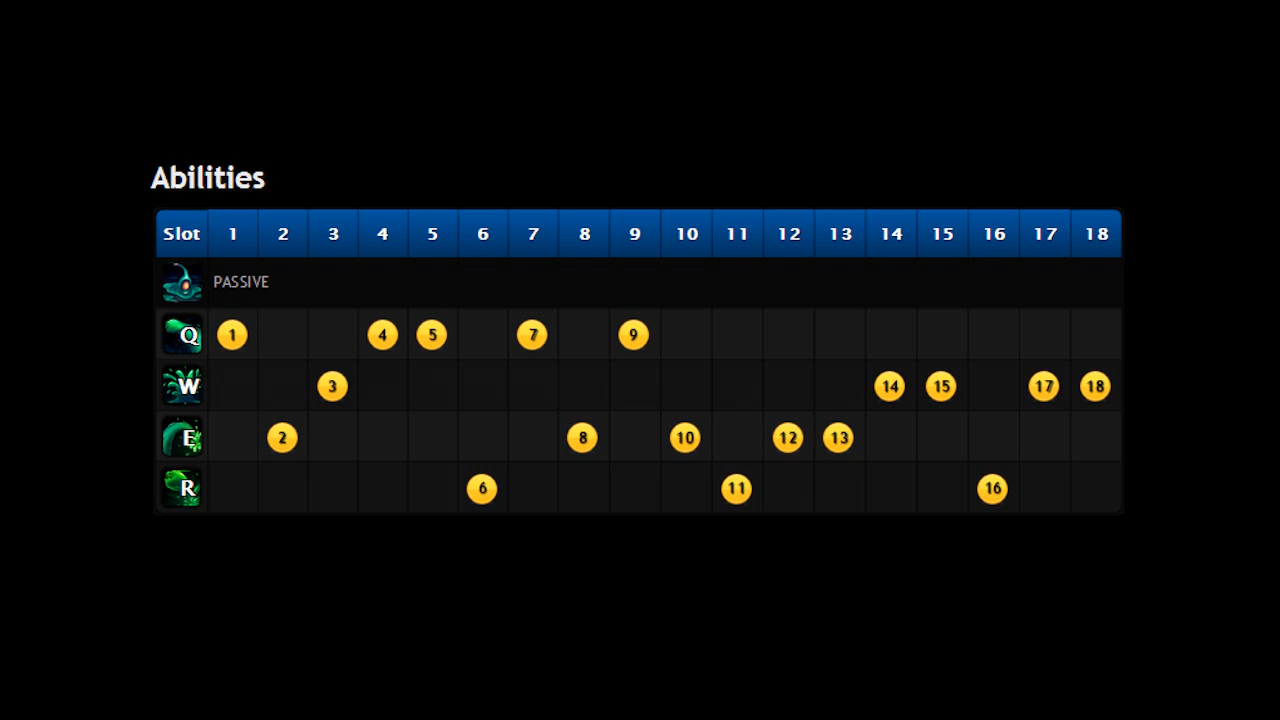 Abilities
Slot 1 2 3 4 5 6 7 8 9 10 11 12 13 14 15 16 17 18
PASSIVE
Q 1 4 5 7 9
W 3 14 15 17 18
E 2 8 10 12 13
R 6 11 16